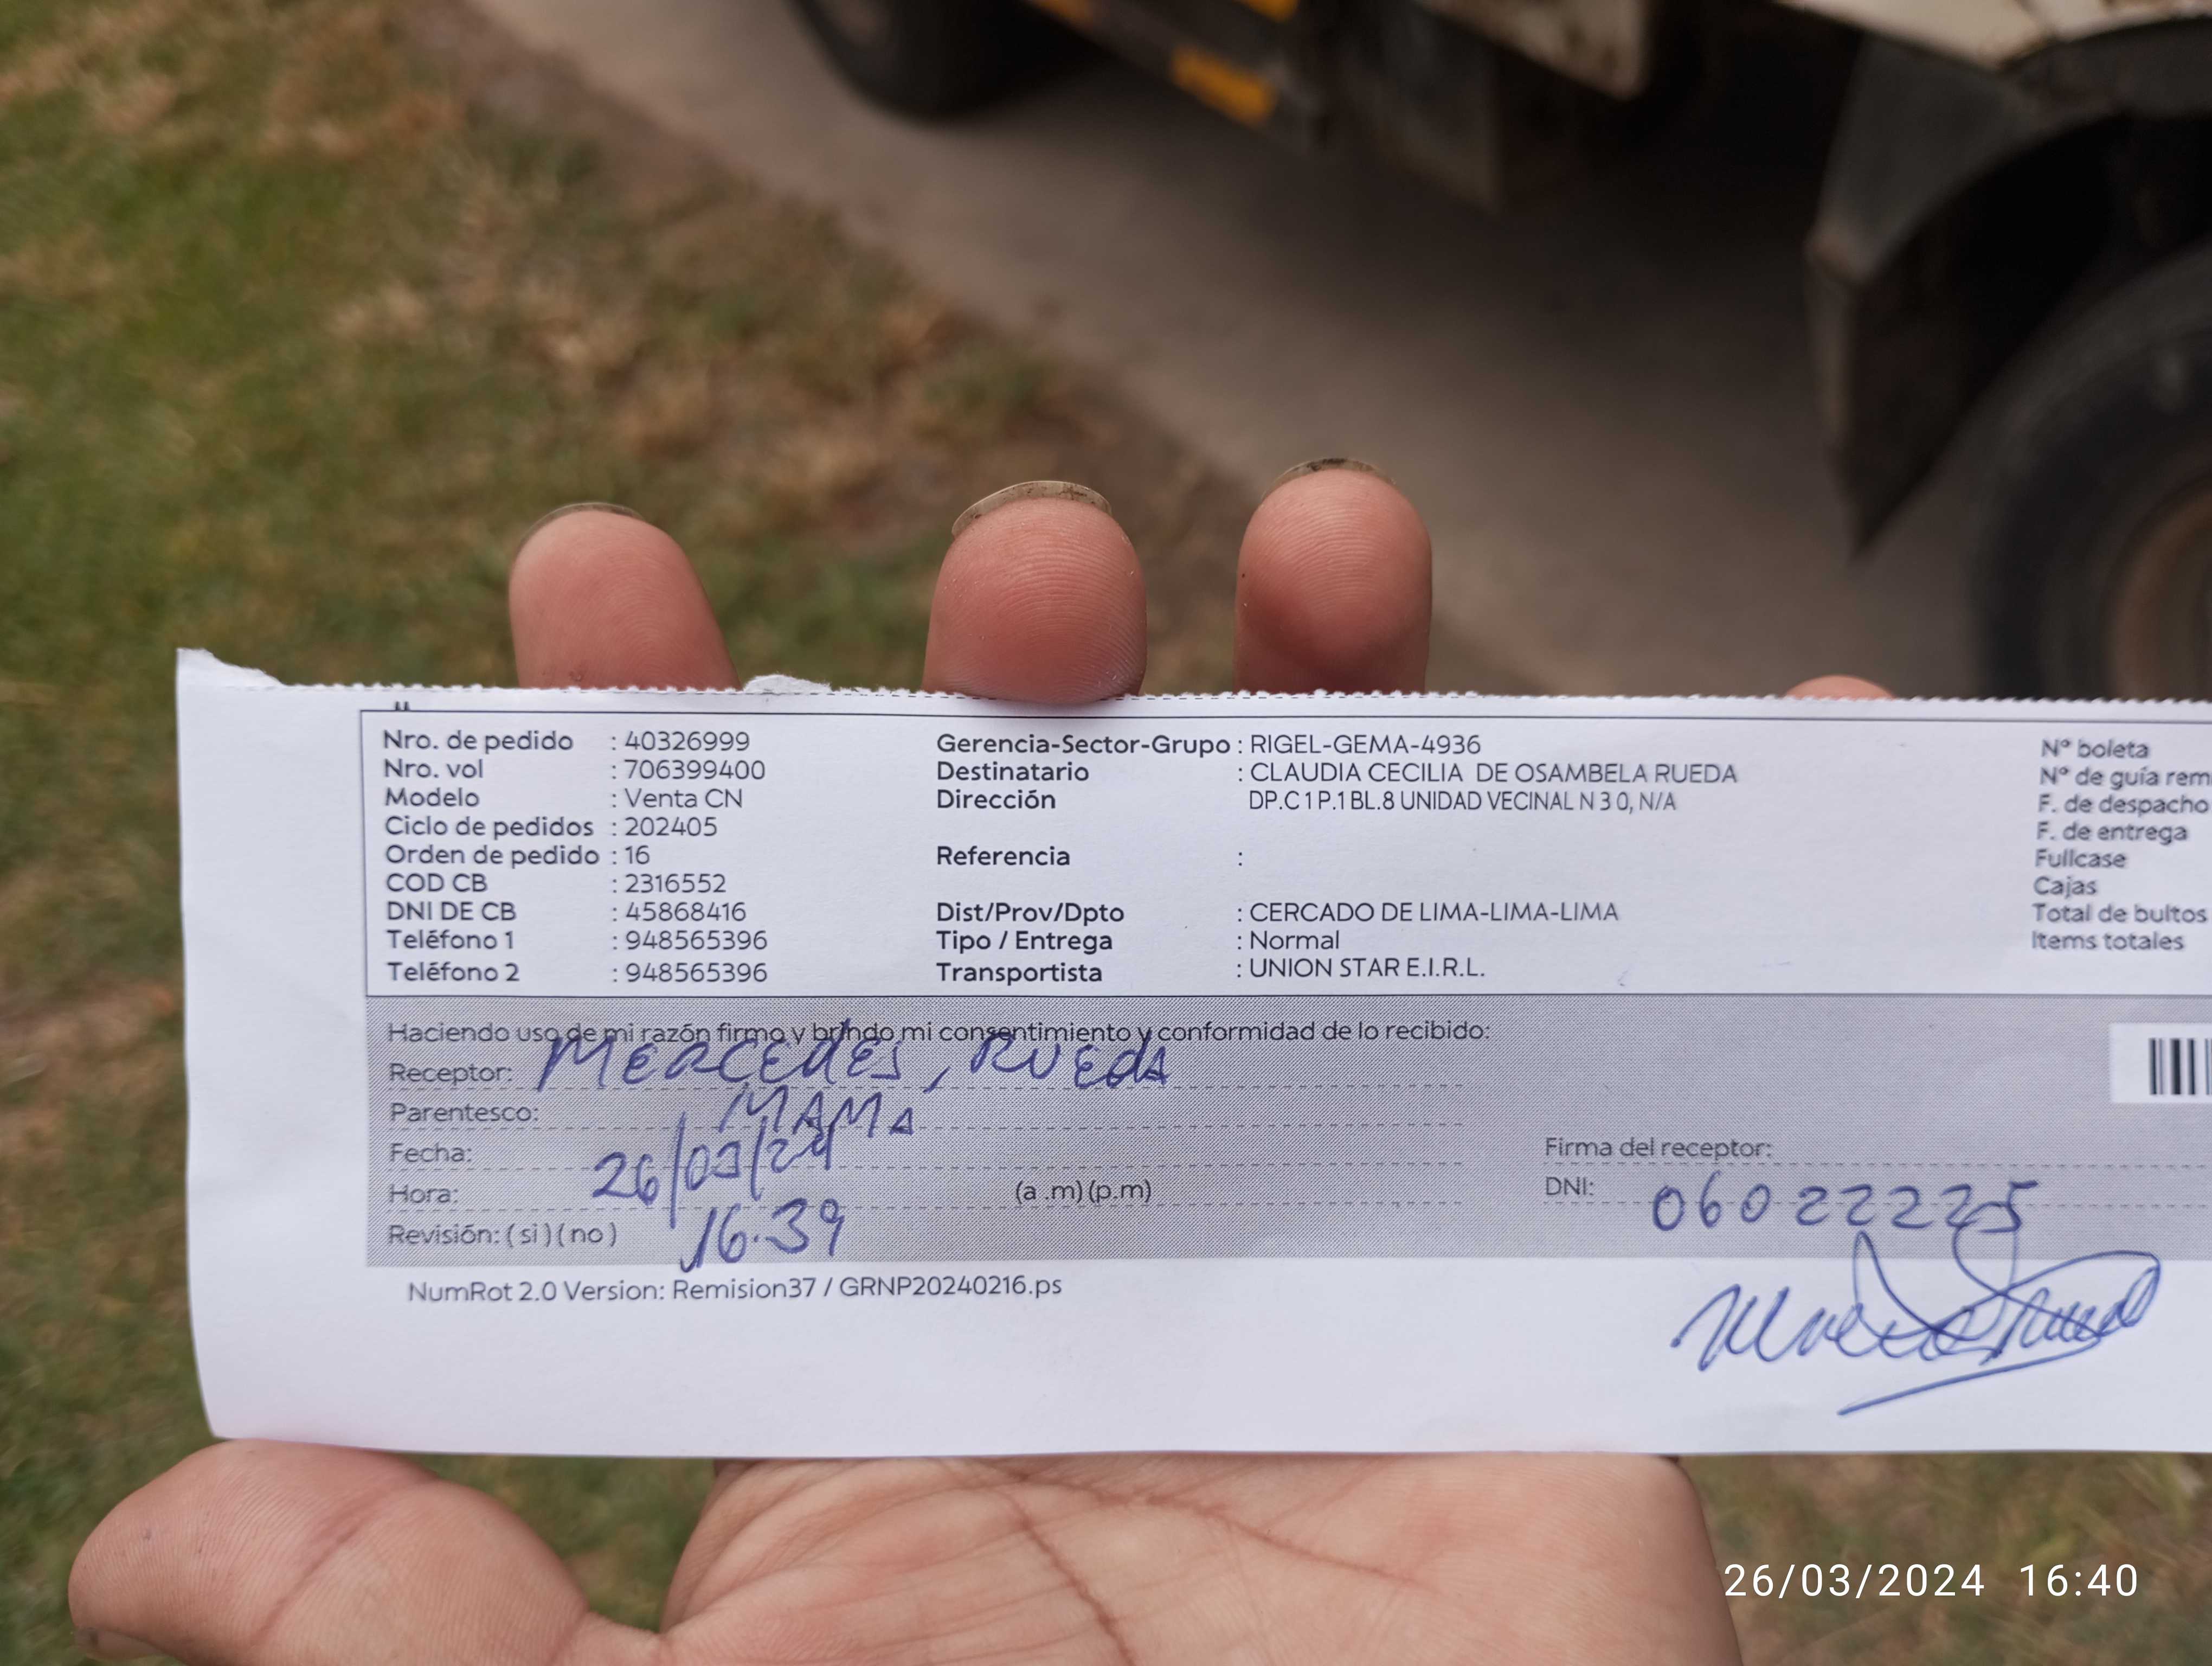 Nro. de pedido : 40326999
Nro. vol : 706399400
Modelo : Venta CN
Ciclo de pedidos : 202405
Orden de pedido : 16
COD CB : 2316552
DNI DE CB : 45868416
Teléfono 1 : 948565396
Teléfono 2 : 948565396
Gerencia-Sector-Grupo : RIGEL-GEMA-4936
Destinatario : CLAUDIA CECILIA DE OSAMBELA RUEDA
Dirección DP.C 1 P.1 BL.8 UNIDAD VECINAL N 3 0, N/A
Referencia :
Dist/Prov/Dpto : CERCADO DE LIMA-LIMA-LIMA
Tipo / Entrega : Normal
Transportista : UNION STAR E.I.R.L.
Nº boleta
Nº de guía rem
F. de despacho
F. de entrega
Fullcase
Cajas
Total de bultos
Items totales
Haciendo uso de mi razón firmo y brindo mi consentimiento y conformidad de lo recibido:
Receptor: MERCEdES, RUEdA
Parentesco: MAMA
Fecha: 26/03/24
Hora: 16.39 (a .m) (p.m)
Revisión: ( si ) ( no )
Firma del receptor:
DNI: 06022225
NumRot 2.0 Version: Remision37 / GRNP20240216.ps
26/03/2024 16:40